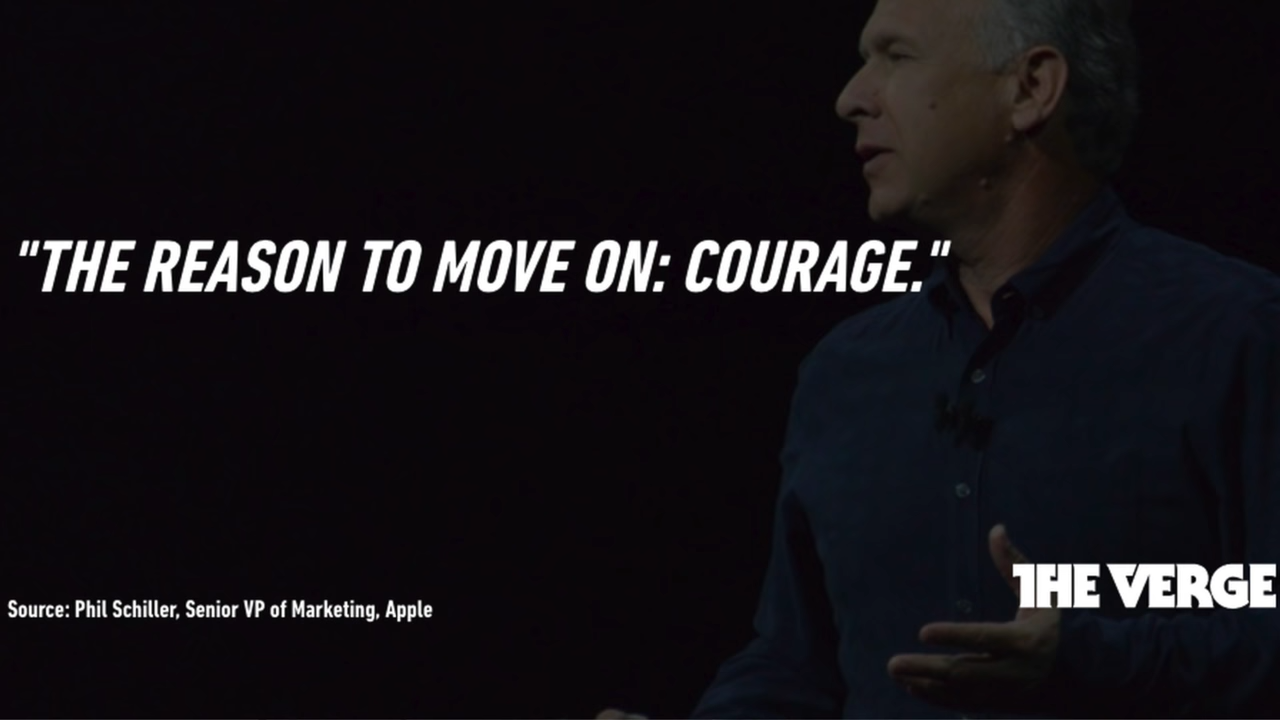 "THE REASON TO MOVE ON: COURAGE."
THE VERGE
Source: Phil Schiller, Senior VP of Marketing, Apple